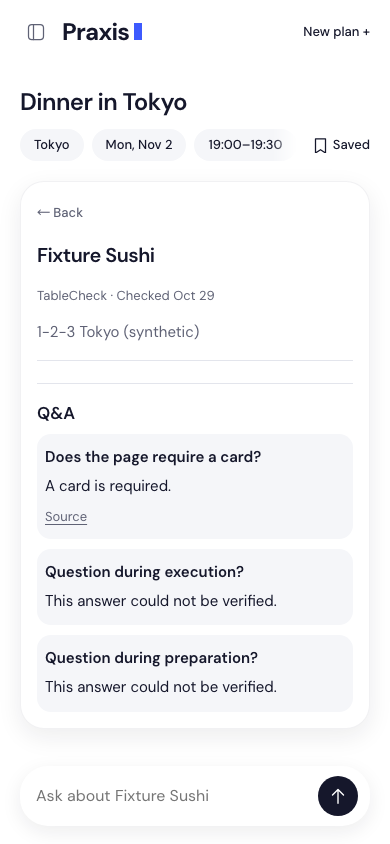 Praxis
New plan +
Dinner in Tokyo
Tokyo
Mon, Nov 2
19:00–19:30
Saved
← Back
Fixture Sushi
TableCheck · Checked Oct 29
1-2-3 Tokyo (synthetic)
Q&A
Does the page require a card?
A card is required.
Source
Question during execution?
This answer could not be verified.
Question during preparation?
This answer could not be verified.
Ask about Fixture Sushi